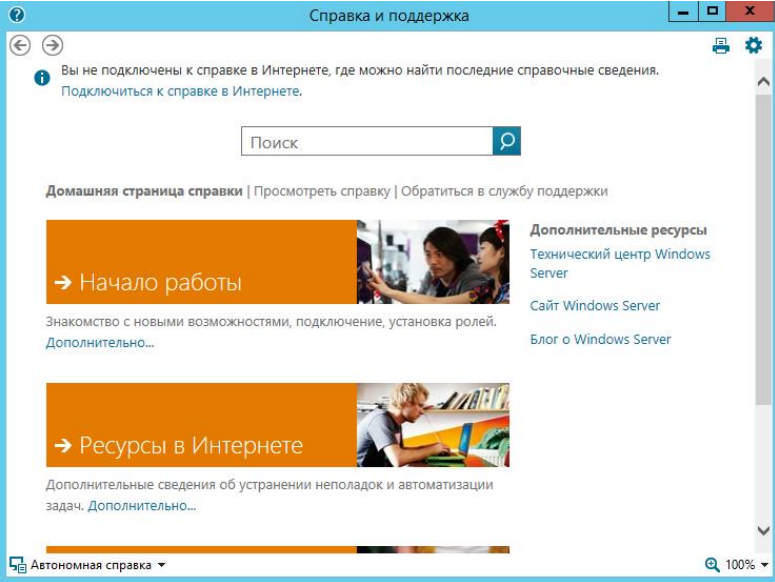 Справка и поддержка
Вы не подключены к справке в Интернете, где можно найти последние справочные сведения.
Подключиться к справке в Интернете.
Поиск
Домашняя страница справки | Просмотреть справку | Обратиться в службу поддержки
Начало работы
Знакомство с новыми возможностями, подключение, установка ролей.
Дополнительно...
Дополнительные ресурсы
Технический центр Windows
Server
Сайт Windows Server
Блог о Windows Server
Ресурсы в Интернете
Дополнительные сведения об устранении неполадок и автоматизации
задач. Дополнительно...
Автономная справка
100%